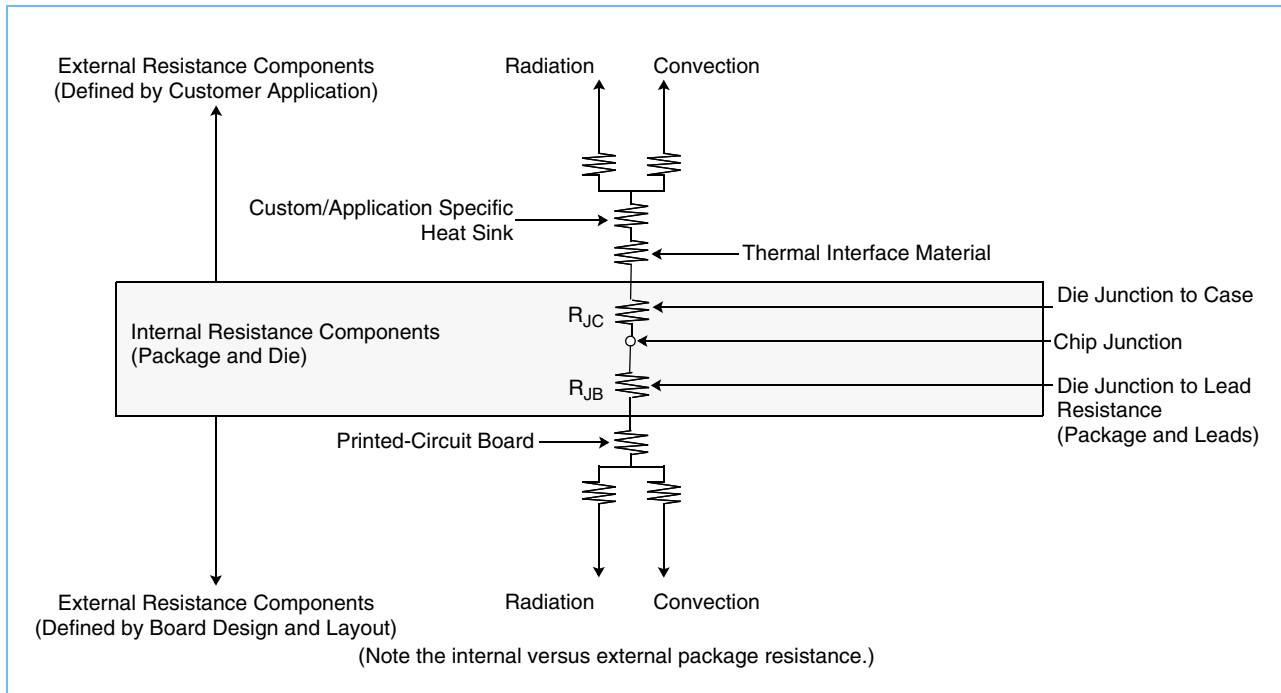 External Resistance Components
(Defined by Customer Application)
Radiation
Convection
Custom/Application Specific
Heat Sink
Thermal Interface Material
Internal Resistance Components
(Package and Die)
RJC
Die Junction to Case
Chip Junction
RJB
Die Junction to Lead
Resistance
(Package and Leads)
Printed-Circuit Board
External Resistance Components
(Defined by Board Design and Layout)
Radiation
Convection
(Note the internal versus external package resistance.)